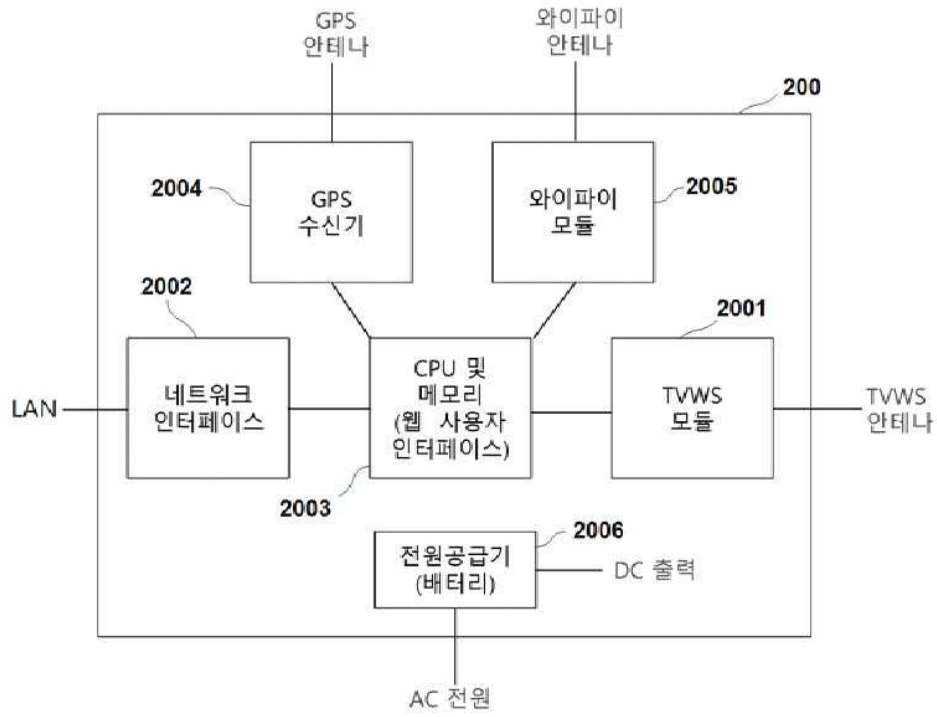 GPS
안테나
와이파이
안테나
200
2004
GPS
수신기
와이파이
모듈
2005
2002
2001
LAN
네트워크
인터페이스
CPU 및
메모리
(웹 사용자
인터페이스)
TVWS
모듈
TVWS
안테나
2003
2006
전원공급기
(배터리)
DC 출력
AC 전원